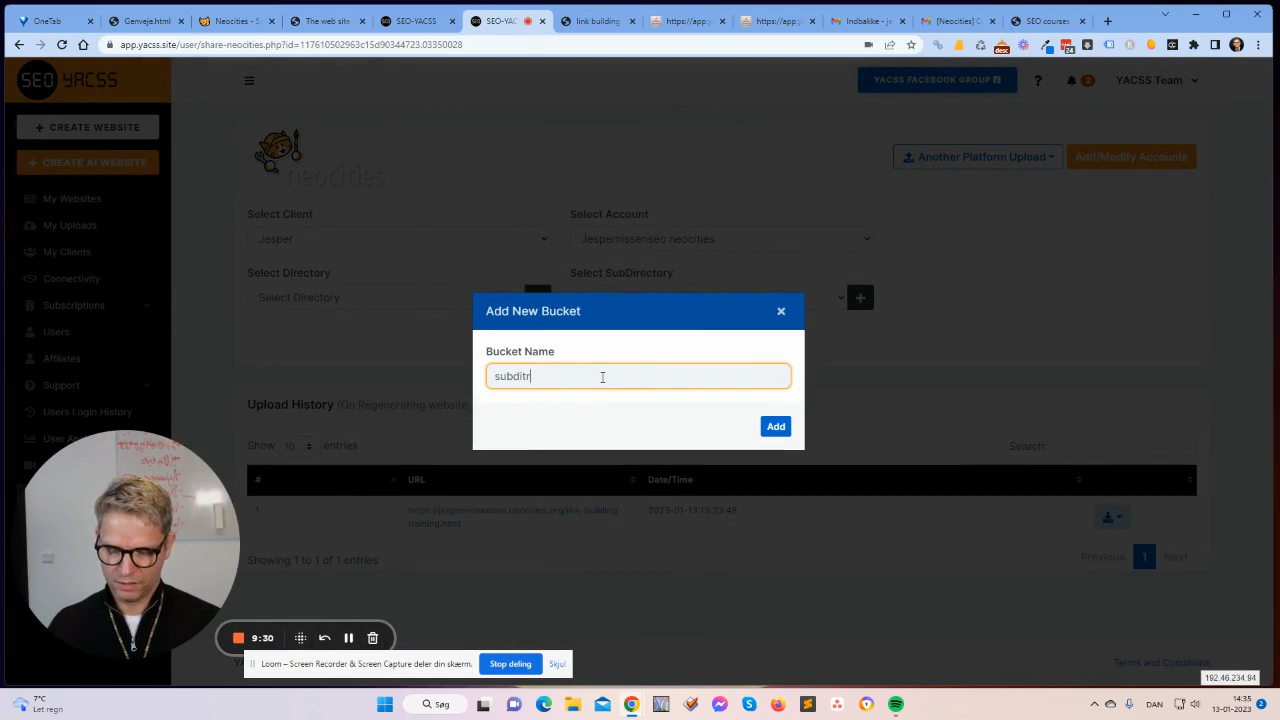 OneTab
Genveje.html
Neocities - S
The web site
SEO-YACSS
SEO-YA
link building
https://app.y
https://app.y
Indbakke - je
[Neocities] C
SEO courses
app.yacss.site/user/share-neocities.php?id=117610502963c15d90344723.03350028
SEO YACSS
YACSS FACEBOOK GROUP
?
2
YACSS Team
+ CREATE WEBSITE
+ CREATE AI WEBSITE
My Websites
My Uploads
My Clients
Connectivity
Subscriptions
Users
Affiliates
Support
Users Login History
User An
neocities
Another Platform Upload
Add/Modify Accounts
Select Client
Select Account
Jesper
Jespernissenseo neocities
Select Directory
Select SubDirectory
Select Directory
Add New Bucket
×
Bucket Name
subditr
Add
Upload History (On Regenerating website,
Show 10 entries
Search:
#
URL
Date/Time
1
https://jespernissenseo.neocities.org/link-building-
training.html
2023-01-13 13:33:49
Showing 1 to 1 of 1 entries
Previous
1
Next
9:30
Loom – Screen Recorder & Screen Capture deler din skærm.
Stop deling
Skjul
Terms and Conditions
192.46.234.94
7°C
Let regn
Søg
DAN
14:35
13-01-2023